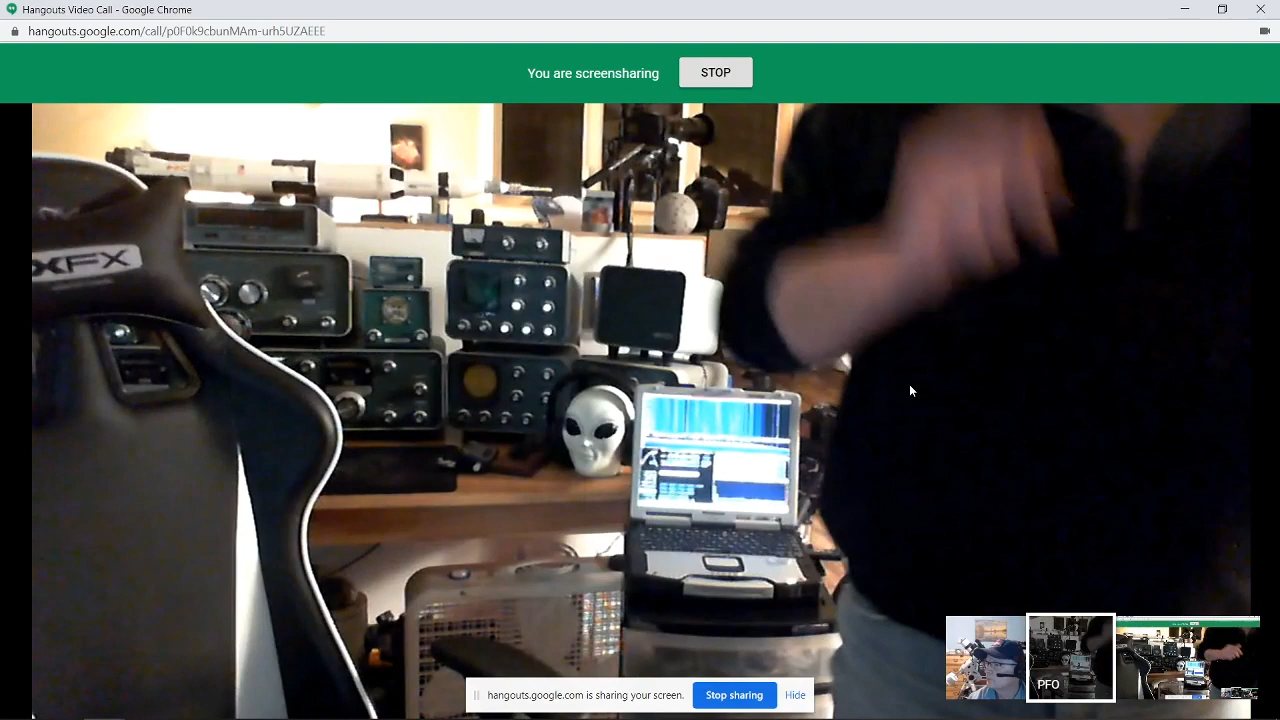 Hangouts Video Call - Google Chrome
hangouts.google.com/call/p0F0k9cbunMAm-urh5UZAEEE
You are screensharing STOP
XFX
PFO
hangouts.google.com is sharing your screen. Stop sharing Hide